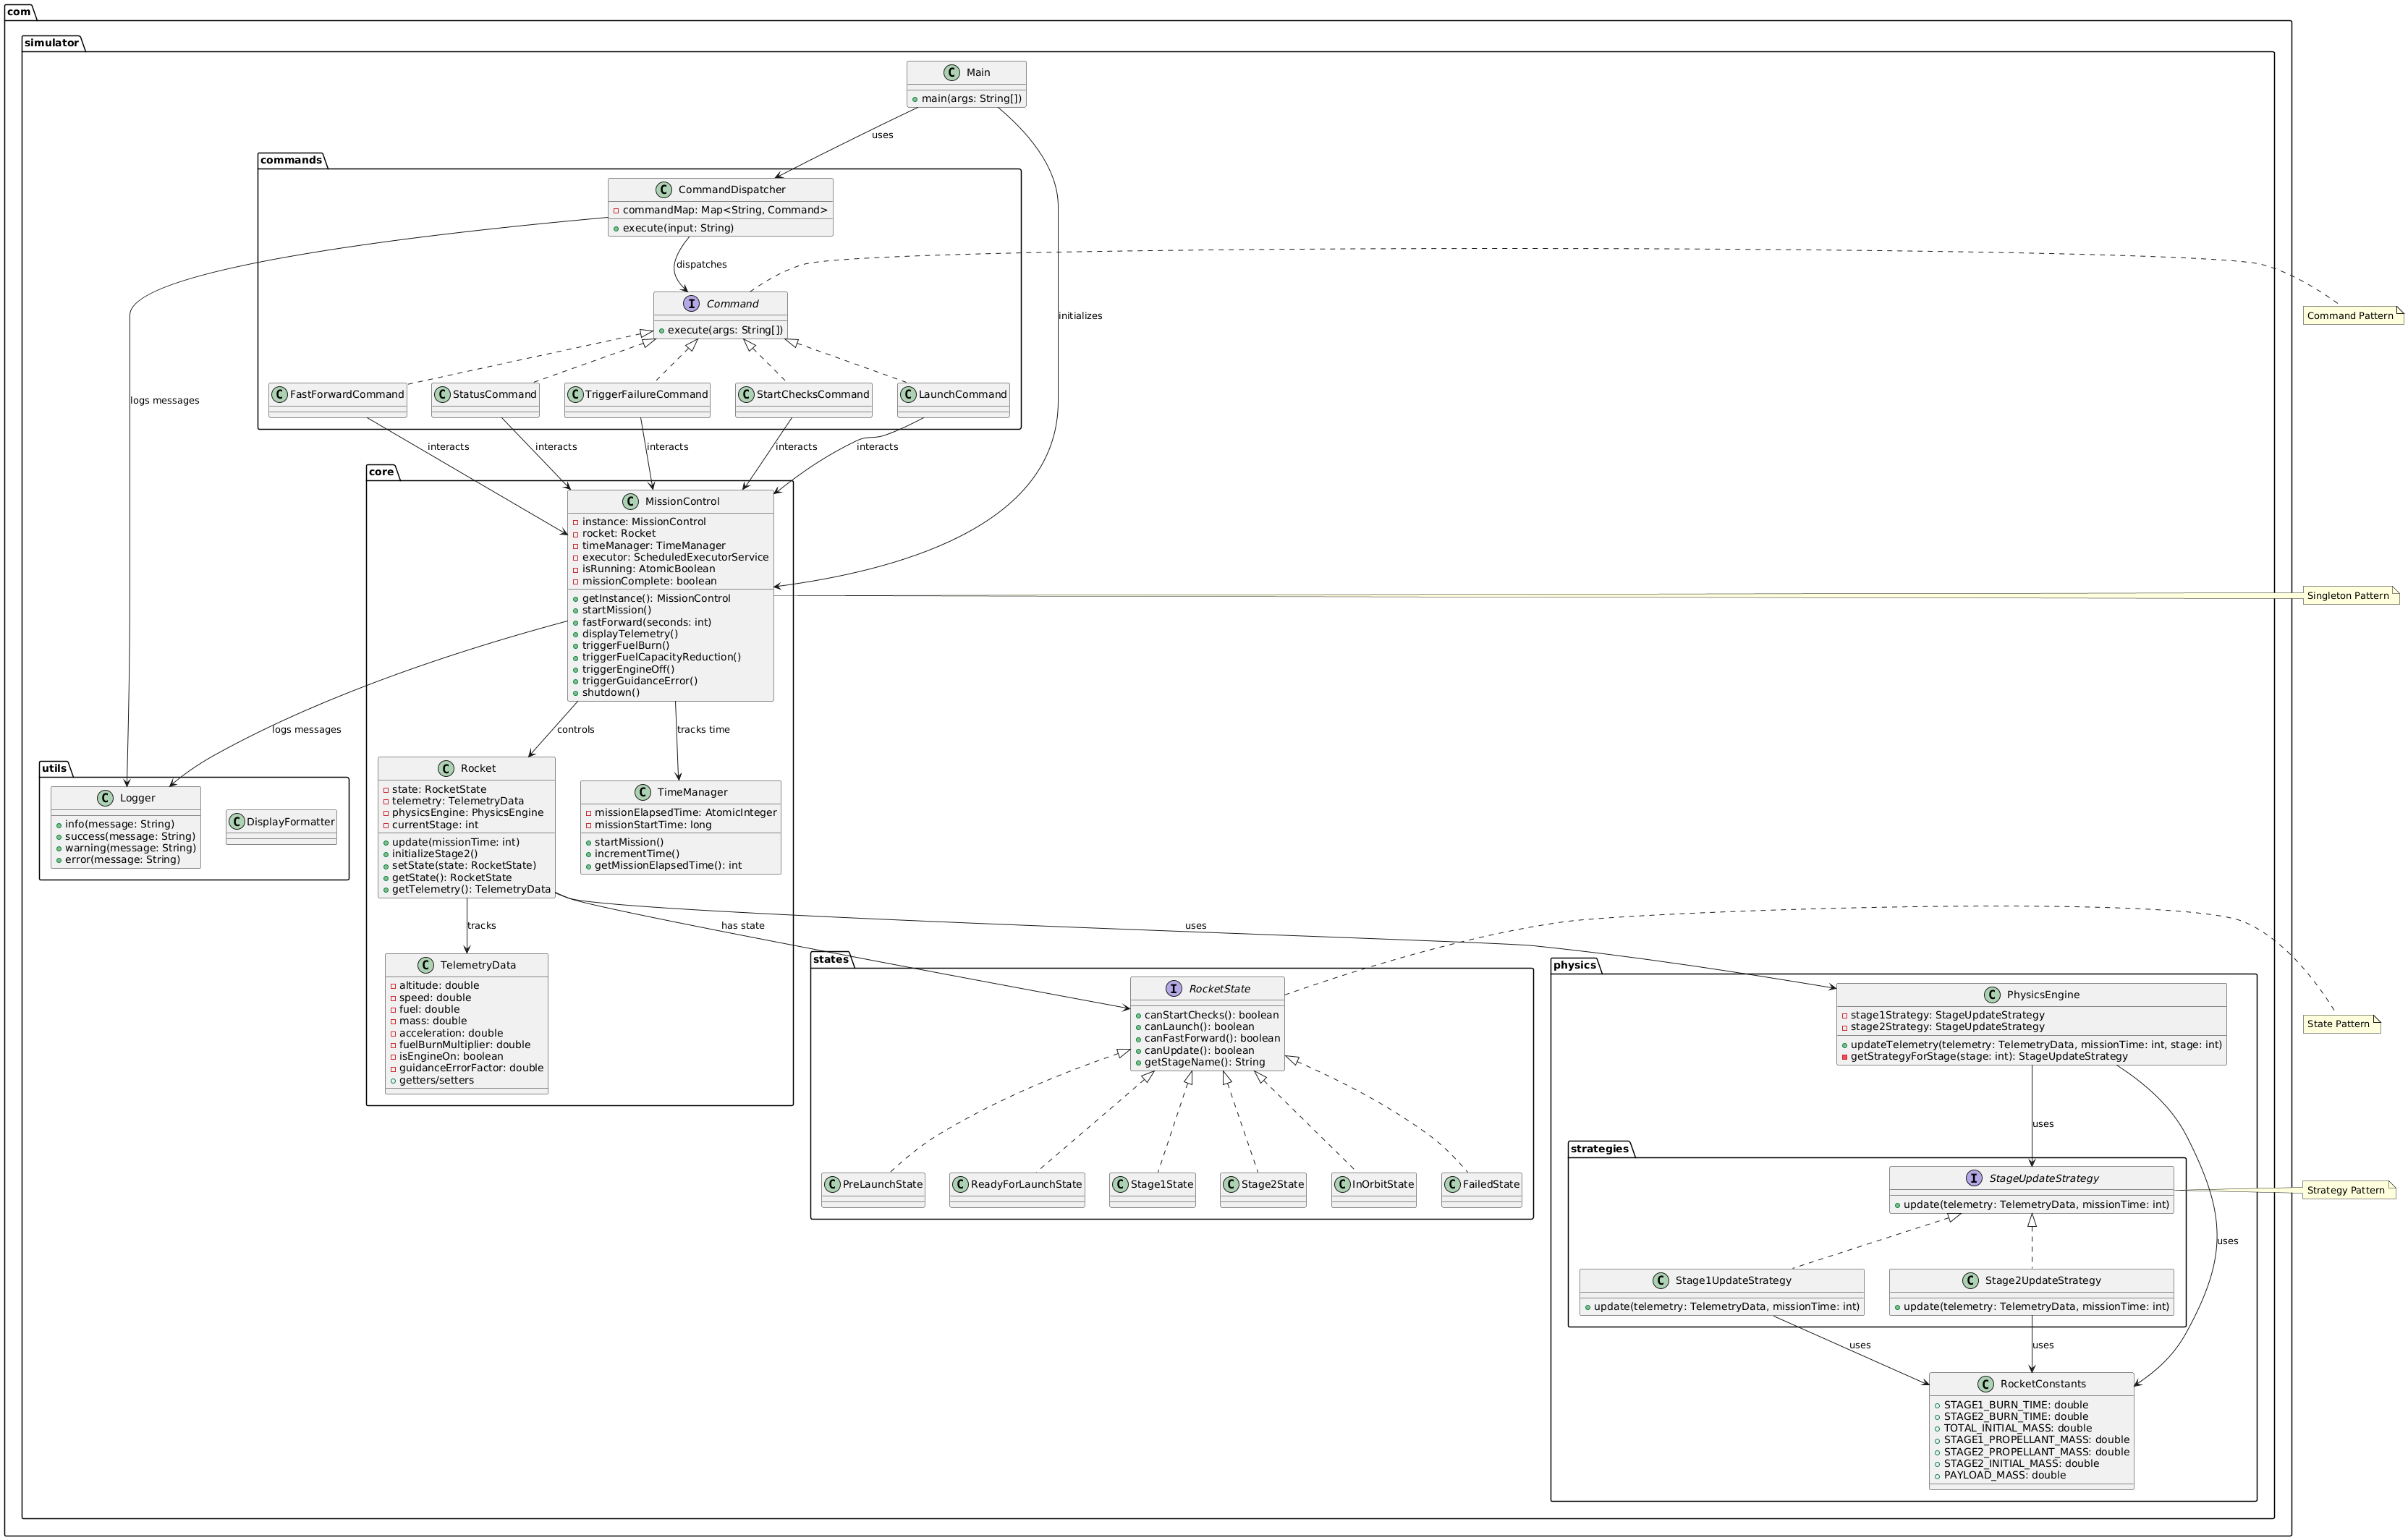 com
simulator
C Main
main(args: String[])
uses
initializes
commands
C CommandDispatcher
commandMap: Map<String, Command>
execute(input: String)
dispatches
I Command
execute(args: String[])
Command Pattern
C FastForwardCommand
C StatusCommand
C TriggerFailureCommand
C StartChecksCommand
C LaunchCommand
logs messages
interacts
interacts
interacts
interacts
interacts
core
C MissionControl
instance: MissionControl
rocket: Rocket
timeManager: TimeManager
executor: ScheduledExecutorService
isRunning: AtomicBoolean
missionComplete: boolean
getInstance(): MissionControl
startMission()
fastForward(seconds: int)
displayTelemetry()
triggerFuelBurn()
triggerFuelCapacityReduction()
triggerEngineOff()
triggerGuidanceError()
shutdown()
Singleton Pattern
logs messages
controls
tracks time
utils
C Logger
info(message: String)
success(message: String)
warning(message: String)
error(message: String)
C DisplayFormatter
C Rocket
state: RocketState
telemetry: TelemetryData
physicsEngine: PhysicsEngine
currentStage: int
update(missionTime: int)
initializeStage2()
setState(state: RocketState)
getState(): RocketState
getTelemetry(): TelemetryData
C TimeManager
missionElapsedTime: AtomicInteger
missionStartTime: long
startMission()
incrementTime()
getMissionElapsedTime(): int
tracks
has state
uses
C TelemetryData
altitude: double
speed: double
fuel: double
mass: double
acceleration: double
fuelBurnMultiplier: double
isEngineOn: boolean
guidanceErrorFactor: double
getters/setters
states
I RocketState
canStartChecks(): boolean
canLaunch(): boolean
canFastForward(): boolean
canUpdate(): boolean
getStageName(): String
State Pattern
C PreLaunchState
C ReadyForLaunchState
C Stage1State
C Stage2State
C InOrbitState
C FailedState
physics
C PhysicsEngine
stage1Strategy: StageUpdateStrategy
stage2Strategy: StageUpdateStrategy
updateTelemetry(telemetry: TelemetryData, missionTime: int, stage: int)
getStrategyForStage(stage: int): StageUpdateStrategy
uses
uses
strategies
I StageUpdateStrategy
update(telemetry: TelemetryData, missionTime: int)
Strategy Pattern
C Stage1UpdateStrategy
update(telemetry: TelemetryData, missionTime: int)
C Stage2UpdateStrategy
update(telemetry: TelemetryData, missionTime: int)
uses
uses
C RocketConstants
STAGE1_BURN_TIME: double
STAGE2_BURN_TIME: double
TOTAL_INITIAL_MASS: double
STAGE1_PROPELLANT_MASS: double
STAGE2_PROPELLANT_MASS: double
STAGE2_INITIAL_MASS: double
PAYLOAD_MASS: double